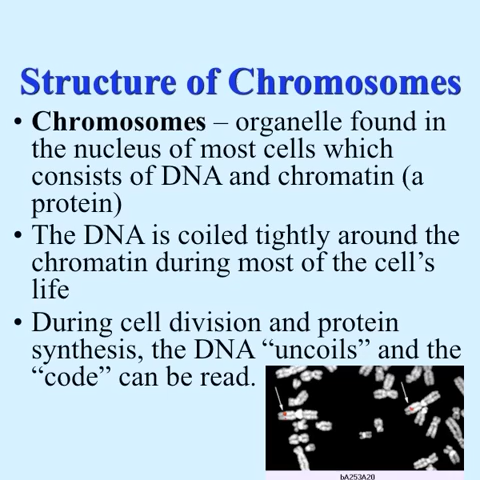 Structure of Chromosomes
• Chromosomes – organelle found in
the nucleus of most cells which
consists of DNA and chromatin (a
protein)
• The DNA is coiled tightly around the
chromatin during most of the cell’s
life
• During cell division and protein
synthesis, the DNA “uncoils” and the
“code” can be read.
bA253A20